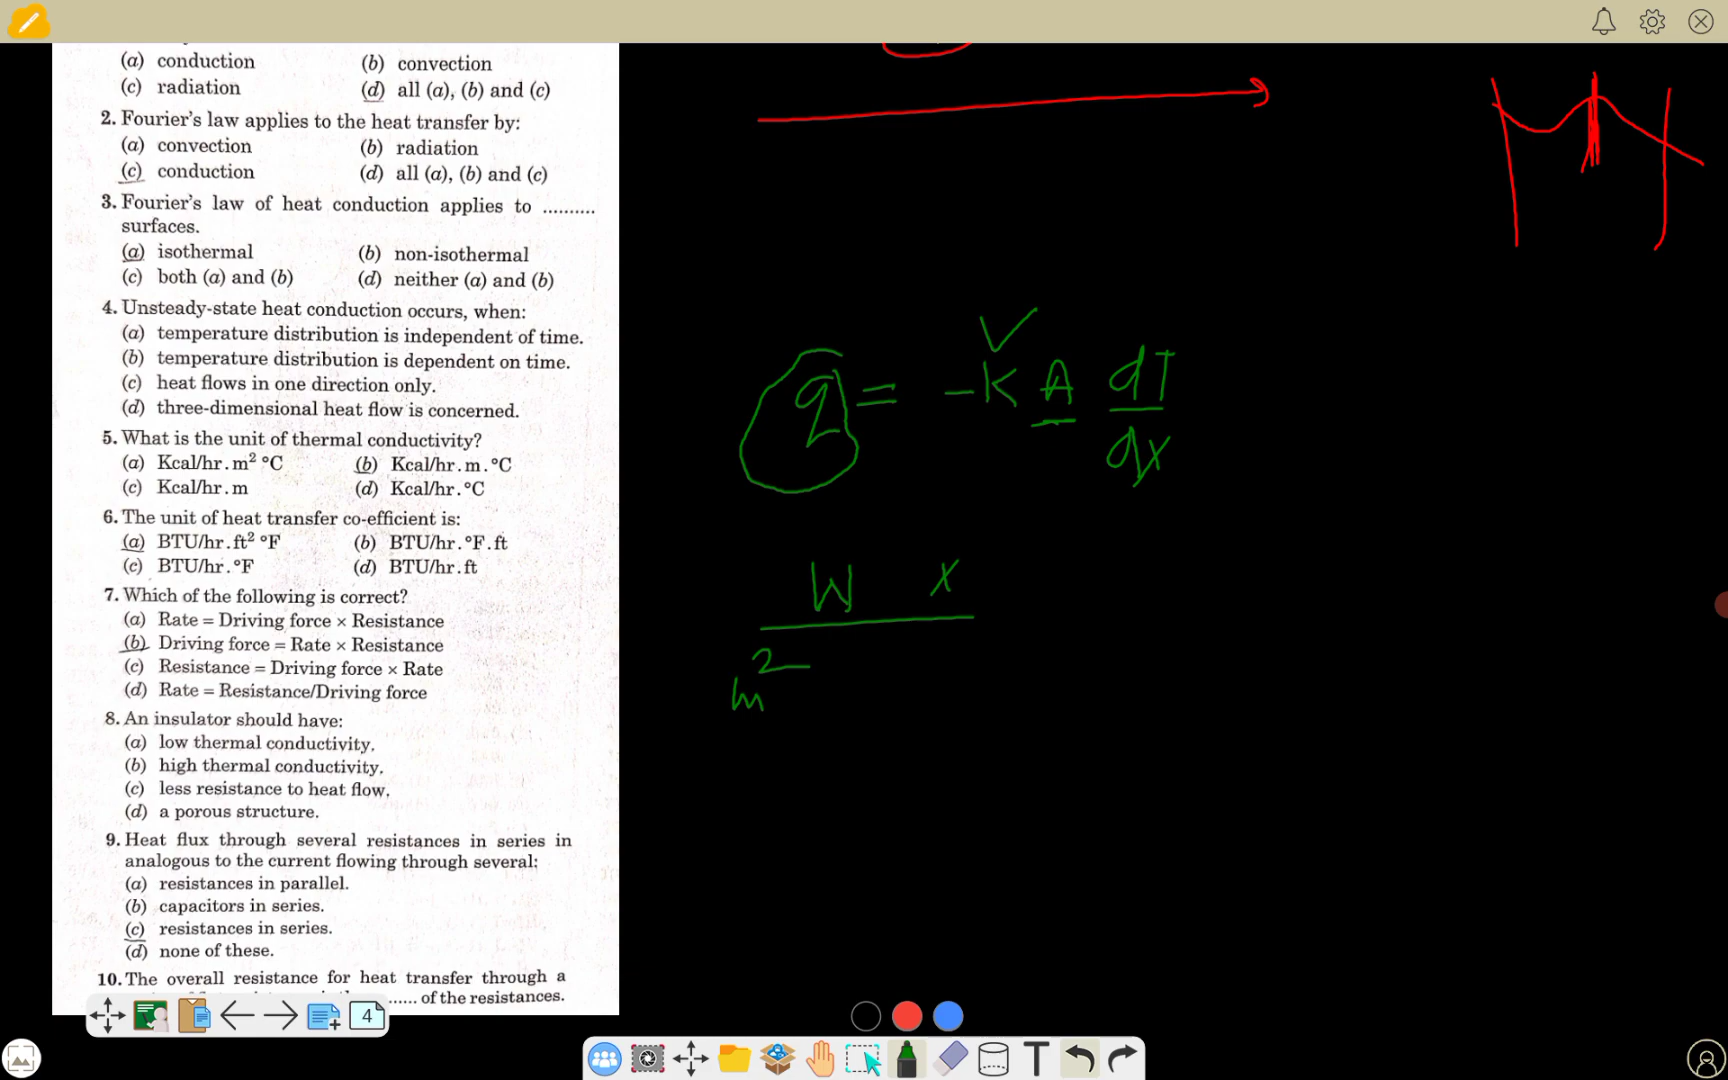 (a) conduction (b) convection
(c) radiation (d) all (a), (b) and (c)
2. Fourier's law applies to the heat transfer by:
(a) convection (b) radiation
(c) conduction (d) all (a), (b) and (c)
3. Fourier's law of heat conduction applies to ..........
surfaces.
(a) isothermal (b) non-isothermal
(c) both (a) and (b) (d) neither (a) and (b)
4. Unsteady-state heat conduction occurs, when:
(a) temperature distribution is independent of time.
(b) temperature distribution is dependent on time.
(c) heat flows in one direction only.
(d) three-dimensional heat flow is concerned.
5. What is the unit of thermal conductivity?
(a) Kcal/hr.m² °C (b) Kcal/hr.m.°C
(c) Kcal/hr.m (d) Kcal/hr.°C
6. The unit of heat transfer co-efficient is:
(a) BTU/hr.ft² °F (b) BTU/hr.°F.ft
(c) BTU/hr.°F (d) BTU/hr.ft
7. Which of the following is correct?
(a) Rate = Driving force × Resistance
(b) Driving force = Rate × Resistance
(c) Resistance = Driving force × Rate
(d) Rate = Resistance/Driving force
8. An insulator should have:
(a) low thermal conductivity.
(b) high thermal conductivity.
(c) less resistance to heat flow.
(d) a porous structure.
9. Heat flux through several resistances in series in
analogous to the current flowing through several:
(a) resistances in parallel.
(b) capacitors in series.
(c) resistances in series.
(d) none of these.
10. The overall resistance for heat transfer through a
...... of the resistances.
q = -K A dT
dx
W x
m²
4
T